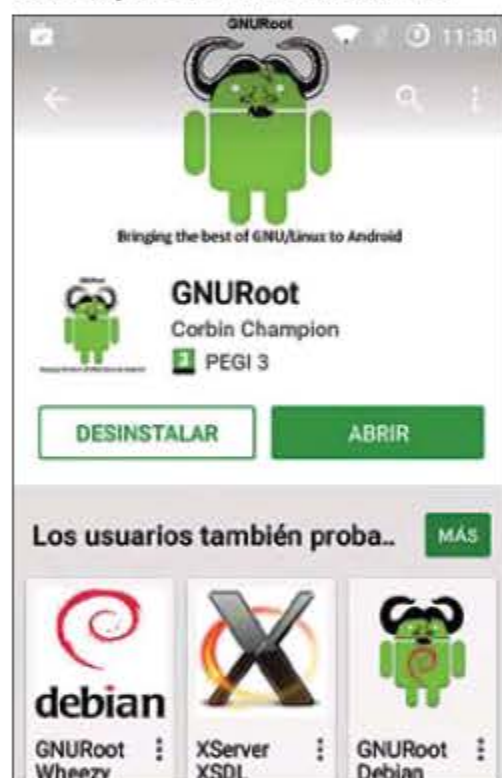 GNURoot
11:30
Bringing the best of GNU/Linux to Android
GNURoot
Corbin Champion
3 PEGI 3
DESINSTALAR
ABRIR
Los usuarios también proba..
MÁS
debian
GNURoot
Wheezy
XServer
XSDL
GNURoot
Debian